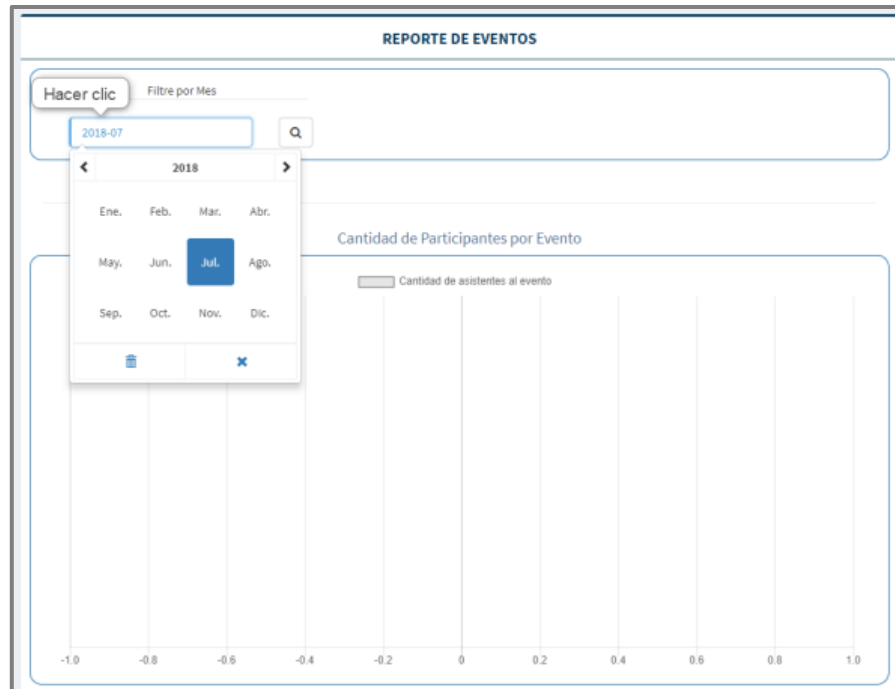 REPORTE DE EVENTOS
Hacer clic
Filtre por Mes
2018-07
2018
Ene. Feb. Mar. Abr.
May. Jun. Jul. Ago.
Sep. Oct. Nov. Dic.
Cantidad de Participantes por Evento
Cantidad de asistentes al evento
-1.0 -0.8 -0.6 -0.4 -0.2 0 0.2 0.4 0.6 0.8 1.0